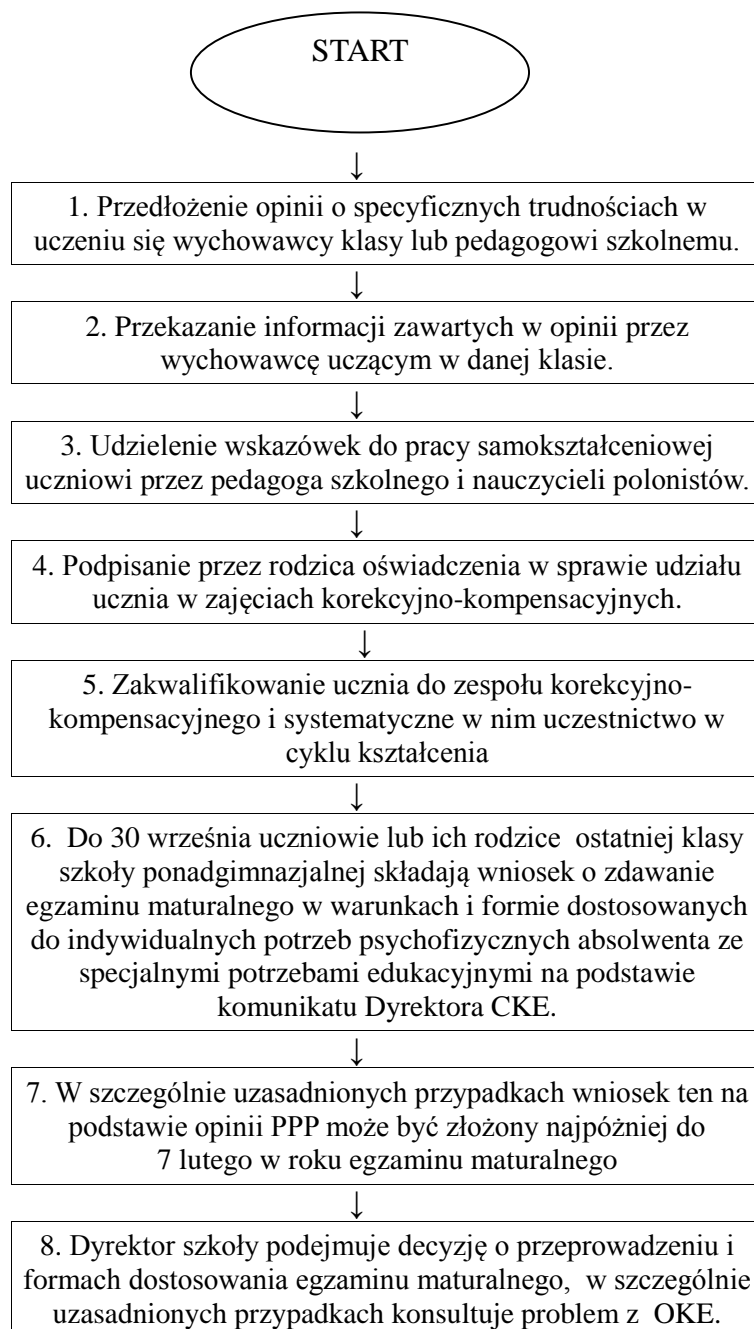 START
↓
1. Przedłożenie opinii o specyficznych trudnościach w
uczeniu się wychowawcy klasy lub pedagogowi szkolnemu.
↓
2. Przekazanie informacji zawartych w opinii przez
wychowawcę uczącym w danej klasie.
↓
3. Udzielenie wskazówek do pracy samokształceniowej
uczniowi przez pedagoga szkolnego i nauczycieli polonistów.
↓
4. Podpisanie przez rodzica oświadczenia w sprawie udziału
ucznia w zajęciach korekcyjno-kompensacyjnych.
↓
5. Zakwalifikowanie ucznia do zespołu korekcyjno-
kompensacyjnego i systematyczne w nim uczestnictwo w
cyklu kształcenia
↓
6. Do 30 września uczniowie lub ich rodzice ostatniej klasy
szkoły ponadgimnazjalnej składają wniosek o zdawanie
egzaminu maturalnego w warunkach i formie dostosowanych
do indywidualnych potrzeb psychofizycznych absolwenta ze
specjalnymi potrzebami edukacyjnymi na podstawie
komunikatu Dyrektora CKE.
↓
7. W szczególnie uzasadnionych przypadkach wniosek ten na
podstawie opinii PPP może być złożony najpóżniej do
7 lutego w roku egzaminu maturalnego
↓
8. Dyrektor szkoły podejmuje decyzję o przeprowadzeniu i
formach dostosowania egzaminu maturalnego, w szczególnie
uzasadnionych przypadkach konsultuje problem z OKE.